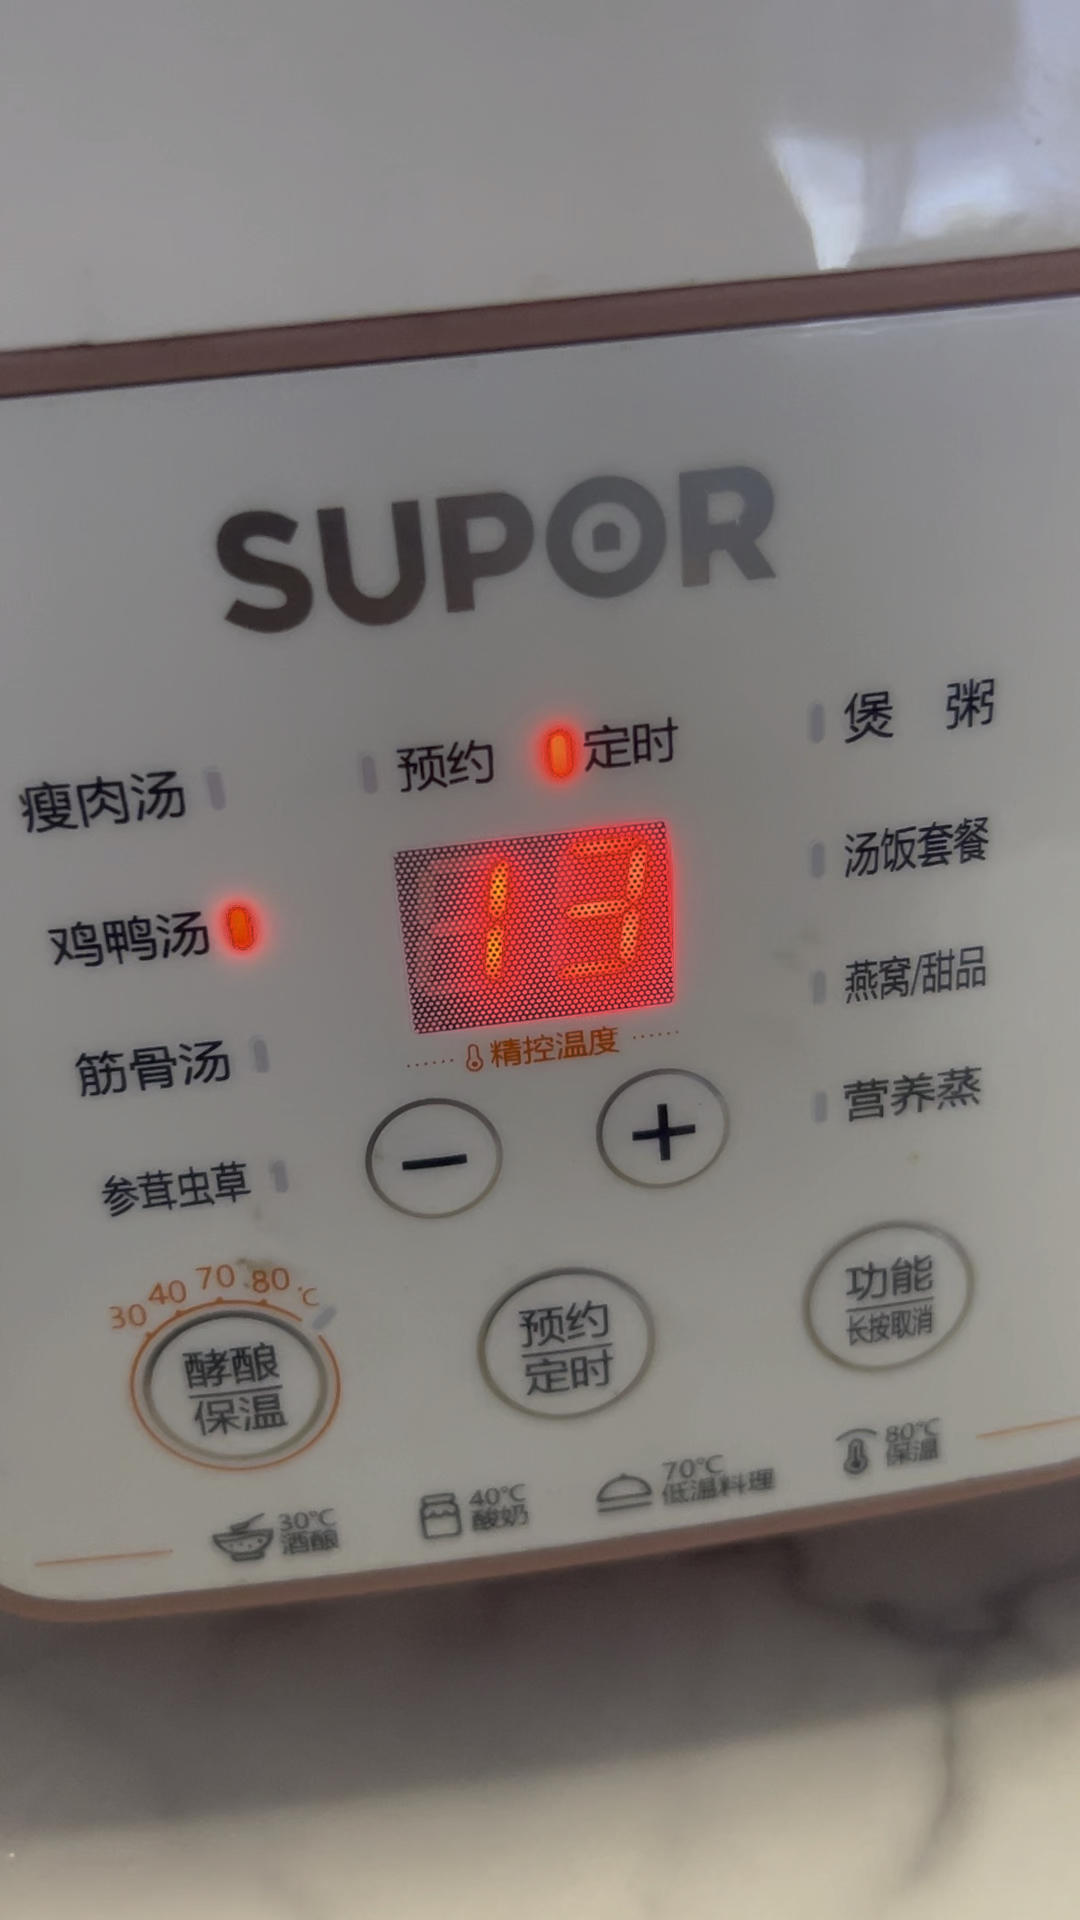 SUPOR
瘦肉汤
预约
定时
煲 粥
鸡鸭汤
13
汤饭套餐
筋骨汤
精控温度
燕窝/甜品
参茸虫草
−
+
营养蒸
30 40 70 80 ℃
酵酿
保温
预约
定时
功能
长按取消
30℃
酒酿
40℃
酸奶
70℃
低温料理
80℃
保温